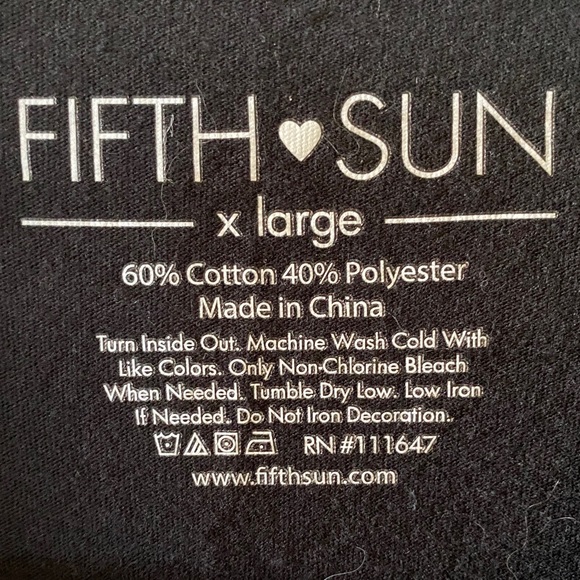 FIFTH ♥ SUN
x large
60% Cotton 40% Polyester
Made in China
Turn Inside Out. Machine Wash Cold With
Like Colors. Only Non-Chlorine Bleach
When Needed. Tumble Dry Low. Low Iron
If Needed. Do Not Iron Decoration.
RN #111647
www.fifthsun.com